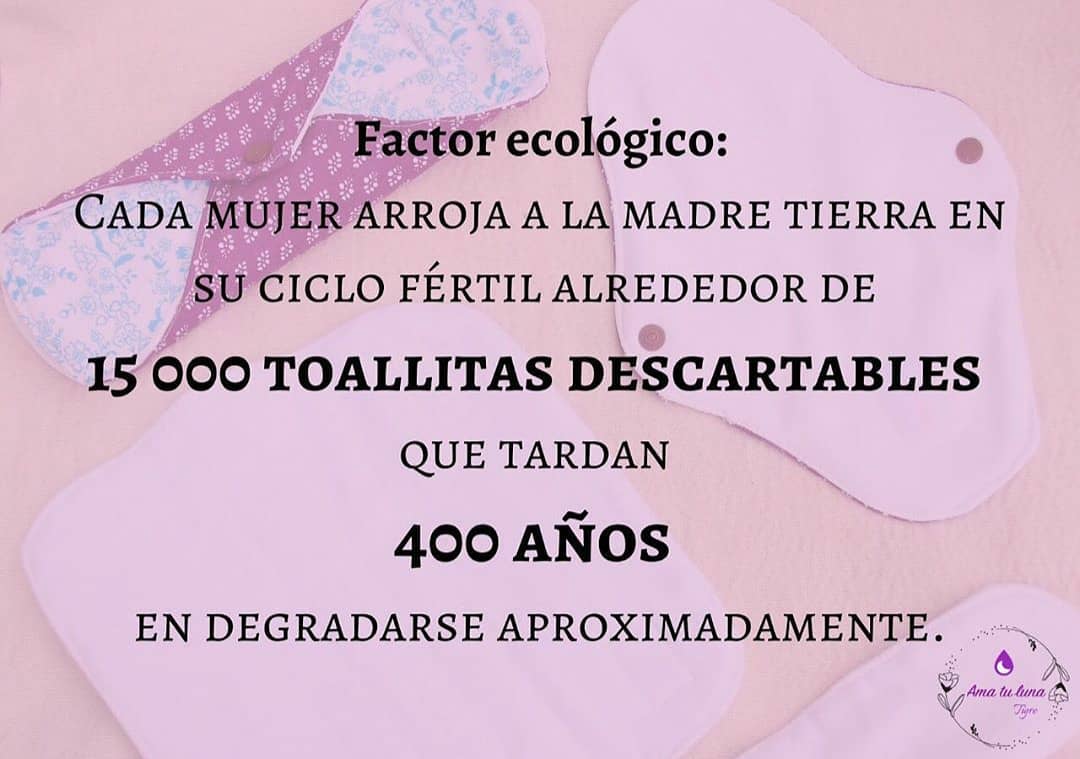 Factor ecológico:
CADA MUJER ARROJA A LA MADRE TIERRA EN
SU CICLO FÉRTIL ALREDEDOR DE
15 000 TOALLITAS DESCARTABLES
QUE TARDAN
400 AÑOS
EN DEGRADARSE APROXIMADAMENTE.
Ama tu luna
Tigre